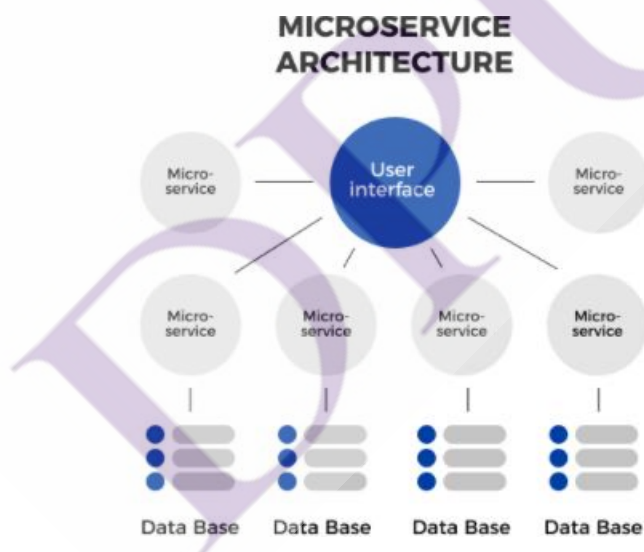 MICROSERVICE
ARCHITECTURE
Micro-
service
User
interface
Micro-
service
Micro-
service
Micro-
service
Micro-
service
Micro-
service
Data Base
Data Base
Data Base
Data Base